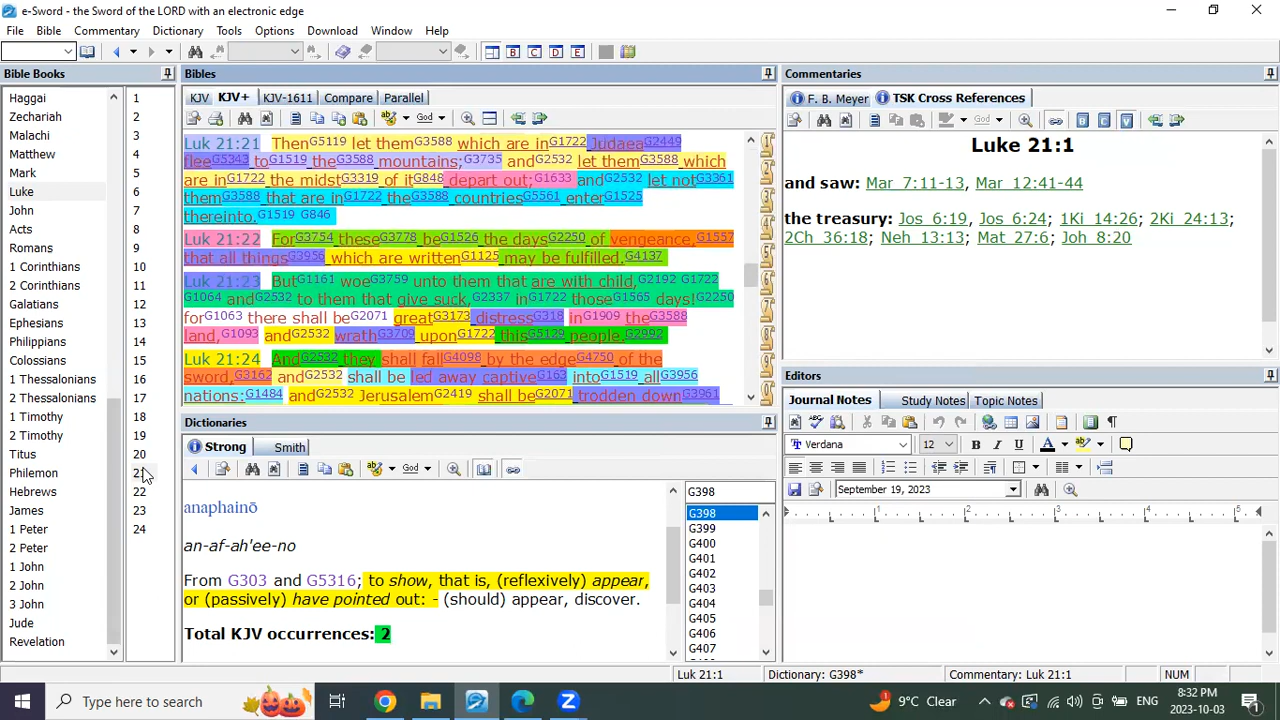 e-Sword - the Sword of the LORD with an electronic edge
File Bible Commentary Dictionary Tools Options Download Window Help
Bible Books
Haggai
Zechariah
Malachi
Matthew
Mark
Luke
John
Acts
Romans
1 Corinthians
2 Corinthians
Galatians
Ephesians
Philippians
Colossians
1 Thessalonians
2 Thessalonians
1 Timothy
2 Timothy
Titus
Philemon
Hebrews
James
1 Peter
2 Peter
1 John
2 John
3 John
Jude
Revelation
1
2
3
4
5
6
7
8
9
10
11
12
13
14
15
16
17
18
19
20
21
22
23
24
Bibles
KJV KJV+ KJV-1611 Compare Parallel
Luk 21:21 Then G5119 let them G3588 which are in G1722 Judaea G2449
flee G5343 to G1519 the G3588 mountains; G3735 and G2532 let them G3588 which
are in G1722 the midst G3319 of it G848 depart out; G1633 and G2532 let not G3361
them G3588 that are in G1722 the G3588 countries G5561 enter G1525
thereinto. G1519 G846
Luk 21:22 For G3754 these G3778 be G1526 the days G2250 of vengeance, G1557
that all things G3956 which are written G1125 may be fulfilled. G4137
Luk 21:23 But G1161 woe G3759 unto them that are with child, G2192 G1722
G1064 and G2532 to them that give suck, G2337 in G1722 those G1565 days! G2250
for G1063 there shall be G2071 great G3173 distress G318 in G1909 the G3588
land, G1093 and G2532 wrath G3709 upon G1722 this G5129 people. G2992
Luk 21:24 And G2532 they shall fall G4098 by the edge G4750 of the
sword, G3162 and G2532 shall be led away captive G163 into G1519 all G3956
nations: G1484 and G2532 Jerusalem G2419 shall be G2071 trodden down G3961
Dictionaries
Strong Smith
anaphainō
an-af-ah'ee-no
From G303 and G5316; to show, that is, (reflexively) appear,
or (passively) have pointed out: - (should) appear, discover.
Total KJV occurrences: 2
G398
G398
G399
G400
G401
G402
G403
G404
G405
G406
G407
Commentaries
F. B. Meyer TSK Cross References
Luke 21:1
and saw: Mar 7:11-13, Mar 12:41-44
the treasury: Jos 6:19, Jos 6:24; 1Ki 14:26; 2Ki 24:13;
2Ch 36:18; Neh 13:13; Mat 27:6; Joh 8:20
Editors
Journal Notes Study Notes Topic Notes
Verdana 12 B I U A
September 19, 2023
1 2 3 4 5
Luk 21:1 Dictionary: G398* Commentary: Luk 21:1 NUM
Type here to search
9°C Clear ENG 8:32 PM
2023-10-03